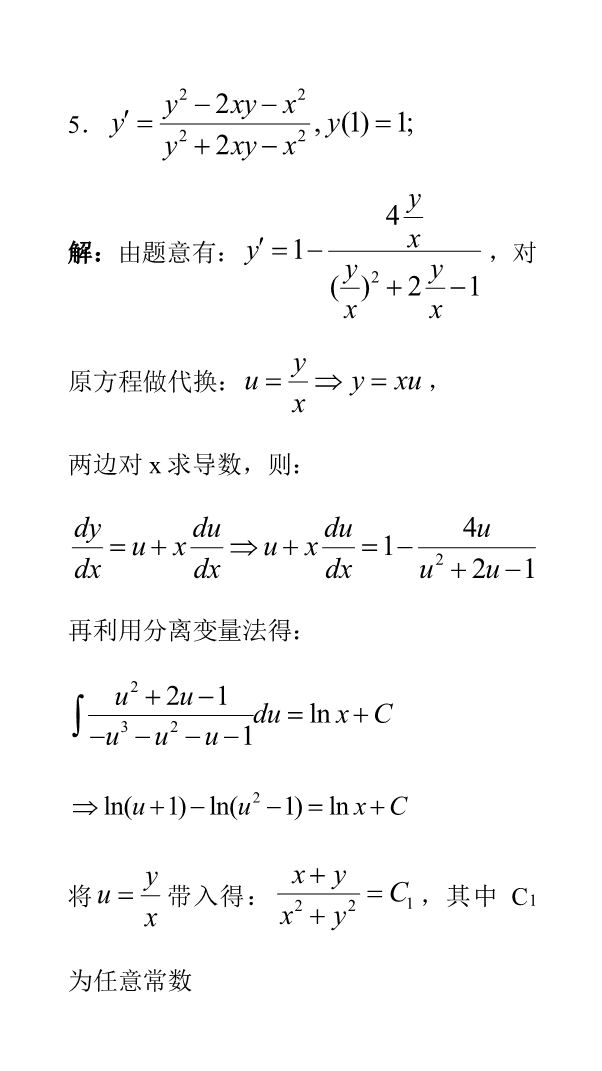 5. y′ = \frac{y^2 − 2xy − x^2}{y^2 + 2xy − x^2}, y(1) = 1;
解：由题意有：y′ = 1 − \frac{4\frac{y}{x}}{(\frac{y}{x})^2 + 2\frac{y}{x} − 1}，对
原方程做代换：u = \frac{y}{x} ⇒ y = xu，
两边对 x 求导数，则：
\frac{dy}{dx} = u + x\frac{du}{dx} ⇒ u + x\frac{du}{dx} = 1 − \frac{4u}{u^2 + 2u − 1}
再利用分离变量法得：
∫\frac{u^2 + 2u − 1}{−u^3 − u^2 − u − 1}du = ln x + C
⇒ ln(u + 1) − ln(u^2 − 1) = ln x + C
将 u = \frac{y}{x} 带入得：\frac{x + y}{x^2 + y^2} = C_1，其中 C1
为任意常数